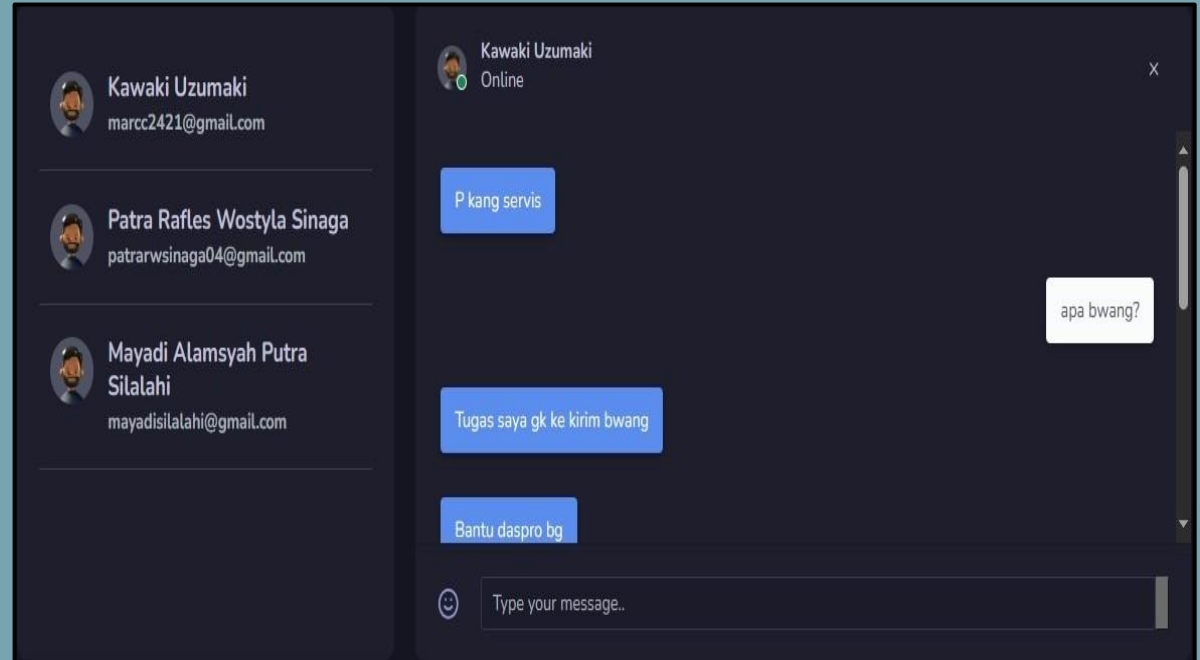 Kawaki Uzumaki
marcc2421@gmail.com
Patra Rafles Wostyla Sinaga
patrarwsinaga04@gmail.com
Mayadi Alamsyah Putra
Silalahi
mayadisilalahi@gmail.com
Kawaki Uzumaki
Online
X
P kang servis
apa bwang?
Tugas saya gk ke kirim bwang
Bantu daspro bg
Type your message..